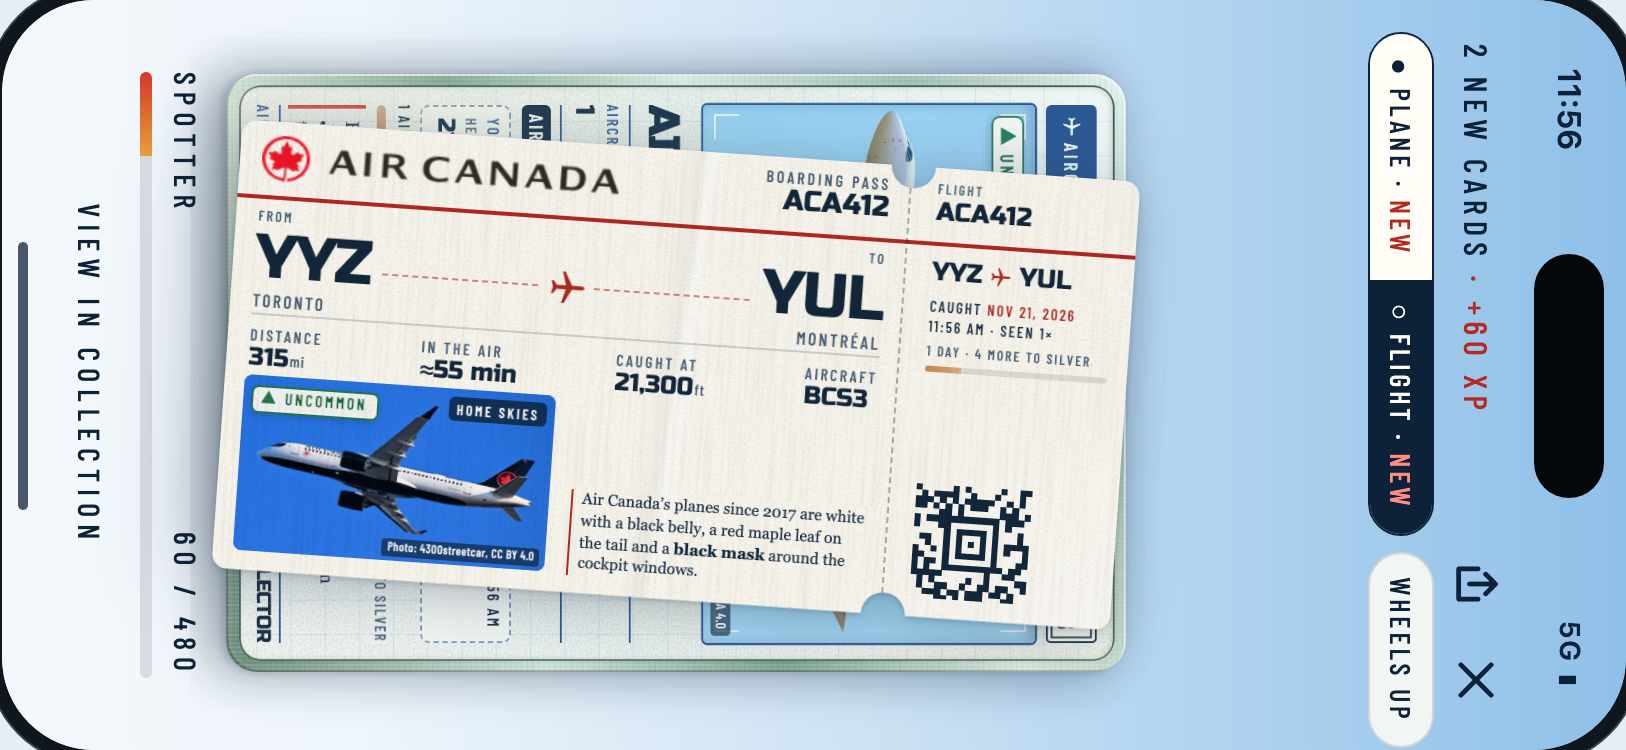 11:56
5G
2 NEW CARDS · +60 XP
PLANE · NEW
FLIGHT · NEW
WHEELS UP
AIR CANADA
BOARDING PASS
ACA412
FROM
YYZ
TORONTO
TO
YUL
MONTRÉAL
DISTANCE
315mi
IN THE AIR
≈55 min
CAUGHT AT
21,300ft
AIRCRAFT
BCS3
UNCOMMON
HOME SKIES
Photo: 4300streetcar, CC BY 4.0
Air Canada's planes since 2017 are white
with a black belly, a red maple leaf on
the tail and a black mask around the
cockpit windows.
FLIGHT
ACA412
YYZ YUL
CAUGHT NOV 21, 2026
11:56 AM · SEEN 1×
1 DAY · 4 MORE TO SILVER
SPOTTER
60 / 480
VIEW IN COLLECTION